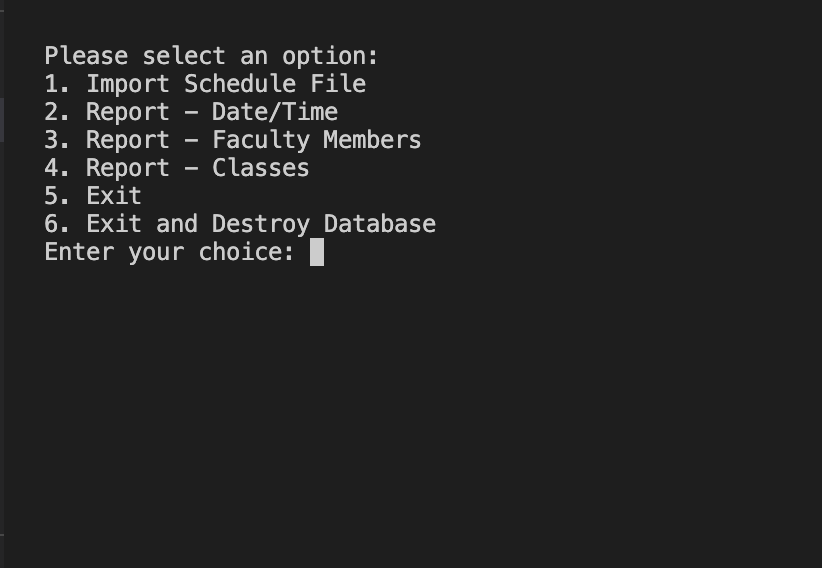 Please select an option:
1. Import Schedule File
2. Report – Date/Time
3. Report – Faculty Members
4. Report – Classes
5. Exit
6. Exit and Destroy Database
Enter your choice: